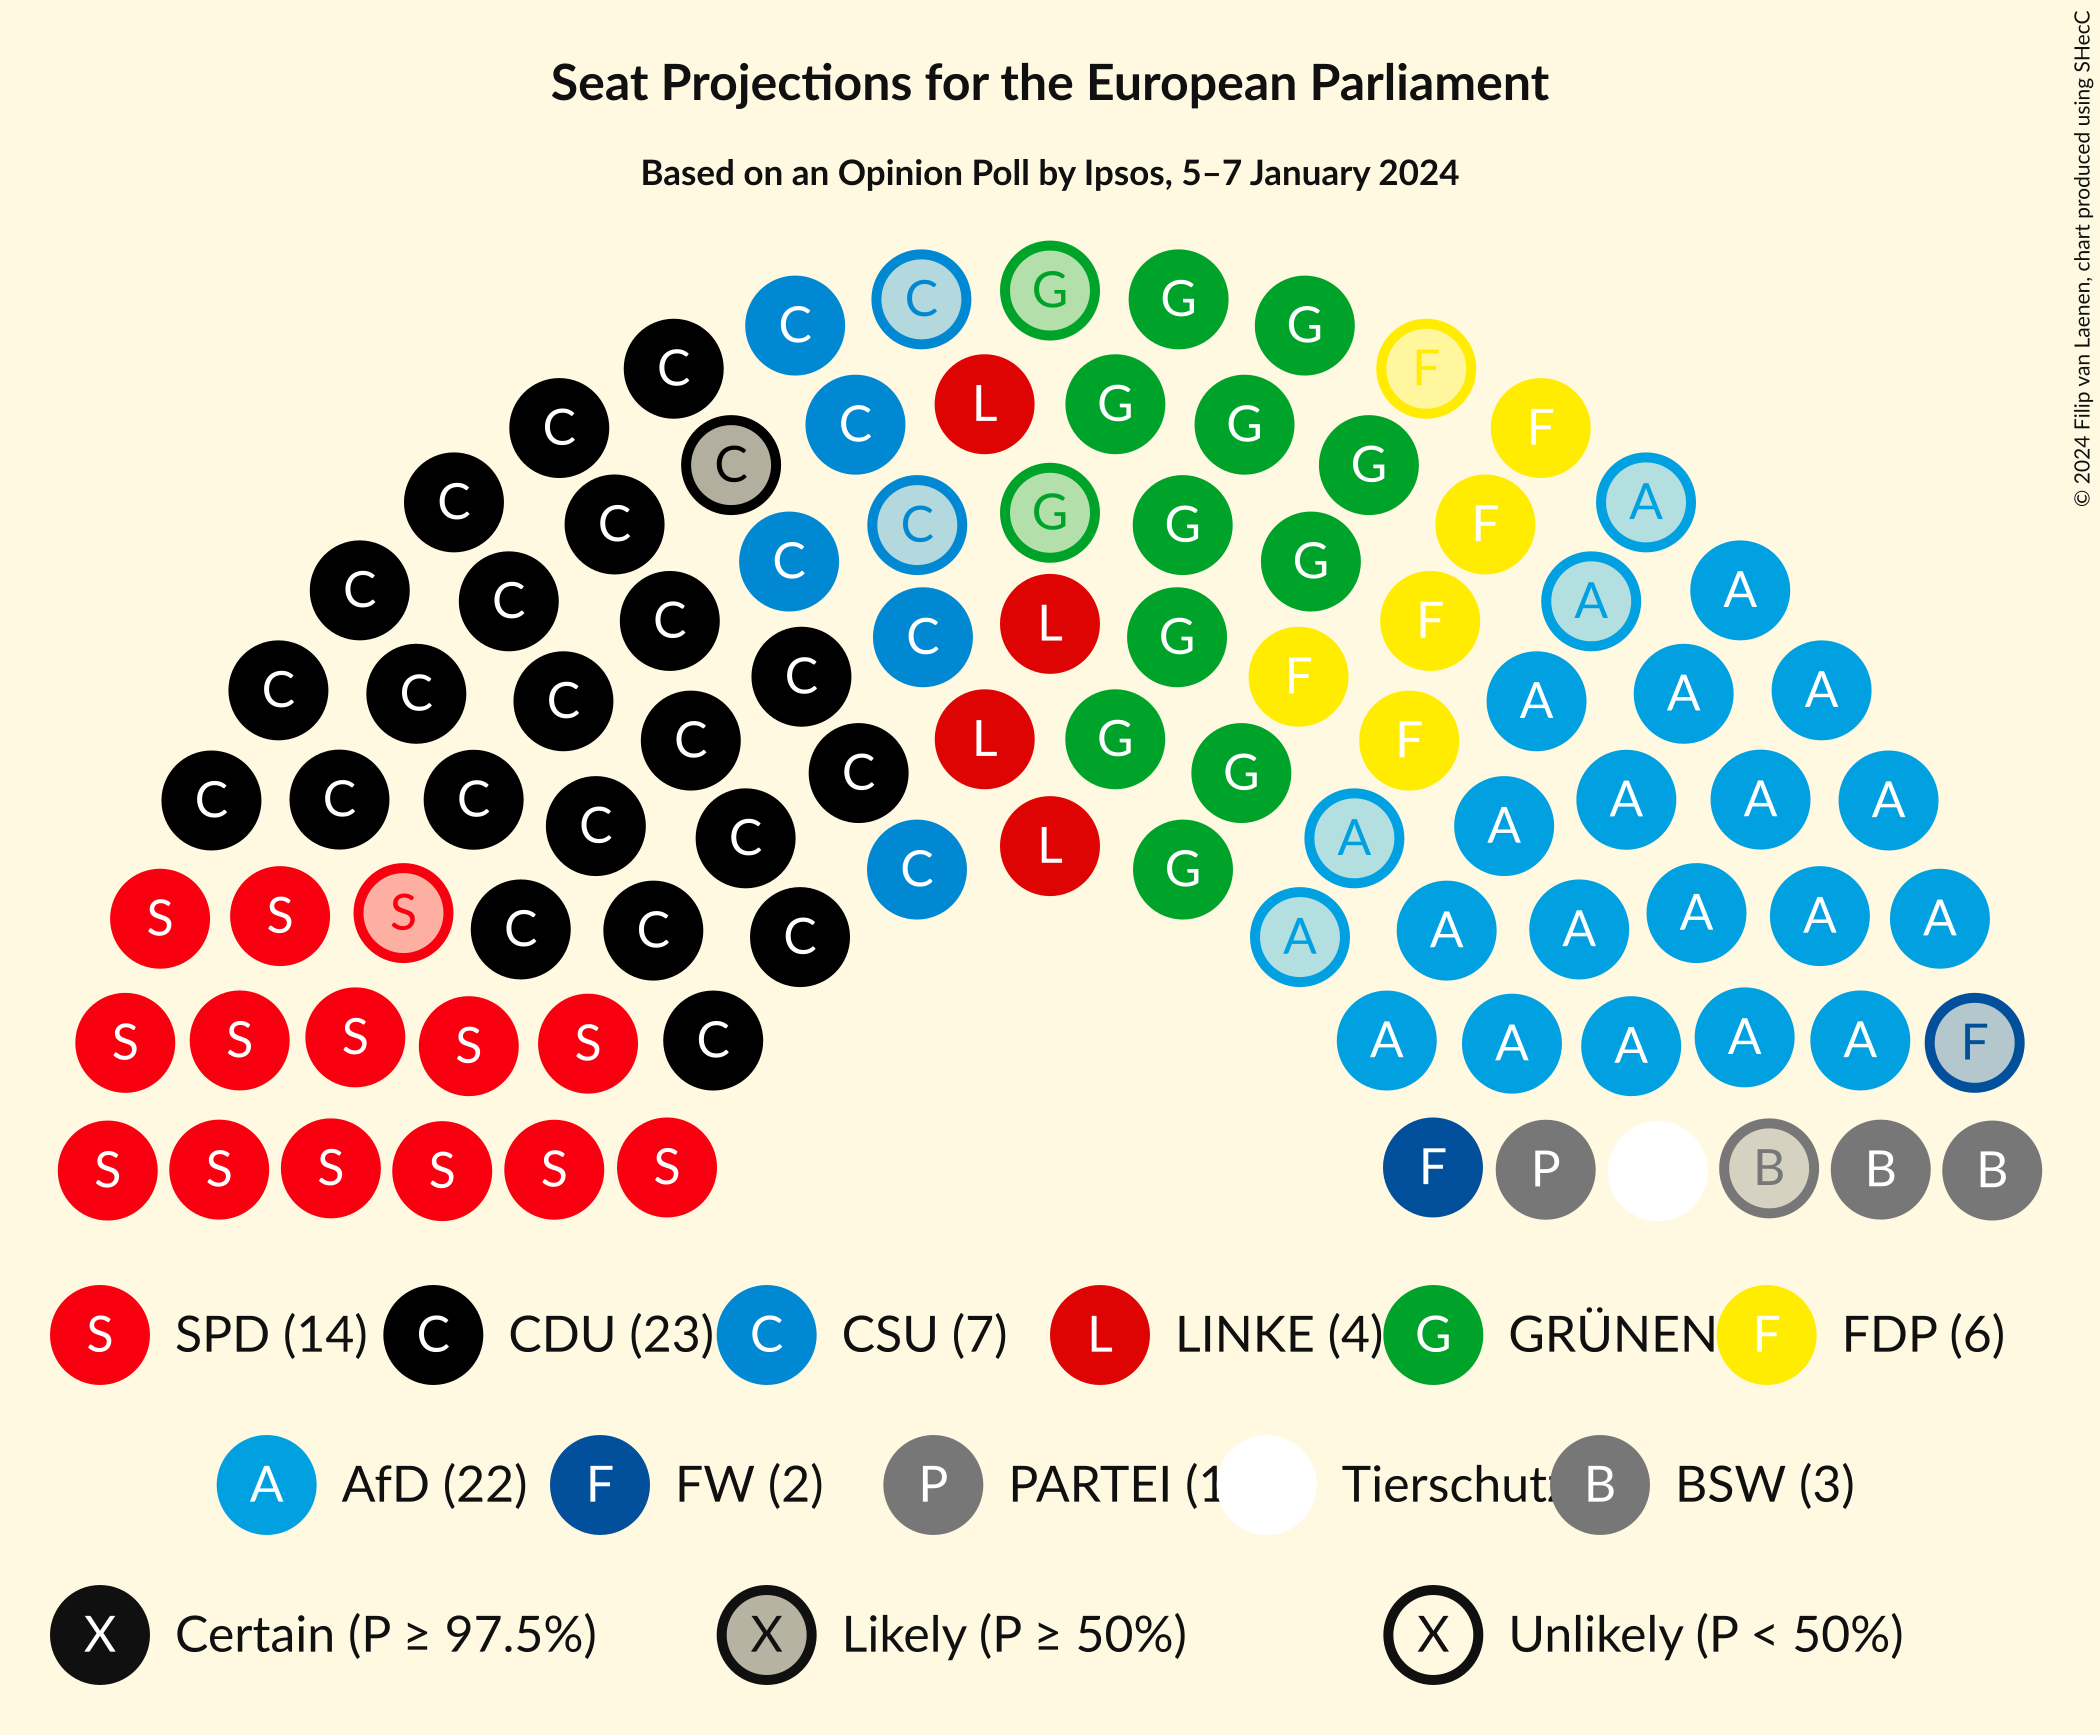 Seat Projections for the European Parliament
Based on an Opinion Poll by Ipsos, 5–7 January 2024
© 2024 Filip van Laenen, chart produced using SHecC
C C G G G
C F
C L G G F
C C C G A
C C C C G G F A A
C C L G F
C C C C F A A A
C C L G F
C C C C C G A A A A
C C A
C L G
S S S C C C A A A A A A
S S S S S C A A A A A F
S S S S S S F P B B B
S SPD (14) C CDU (23) C CSU (7) L LINKE (4) G GRÜNEN F FDP (6)
A AfD (22) F FW (2) P PARTEI (1 Tierschutz B BSW (3)
X Certain (P ≥ 97.5%) X Likely (P ≥ 50%) X Unlikely (P < 50%)